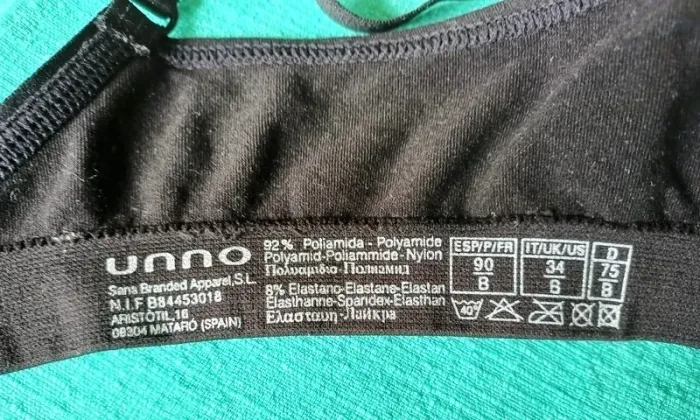 unno
Sans Branded Apparel,S.L.
N.I.F B84453018
ARISTÒTIL,16
08304 MATARÓ (SPAIN)
92% Poliamida - Polyamide
Polyamid-Poliammide-Nylon
Πολυαμίδιο-Полиамид
8% Elastano-Elastane-Elastan
Elasthanne-Spandex-Elasthan
Ελαστανη-Лайкра
ESP/P/FR
90
B
IT/UK/US
34
B
D
75
B
40°